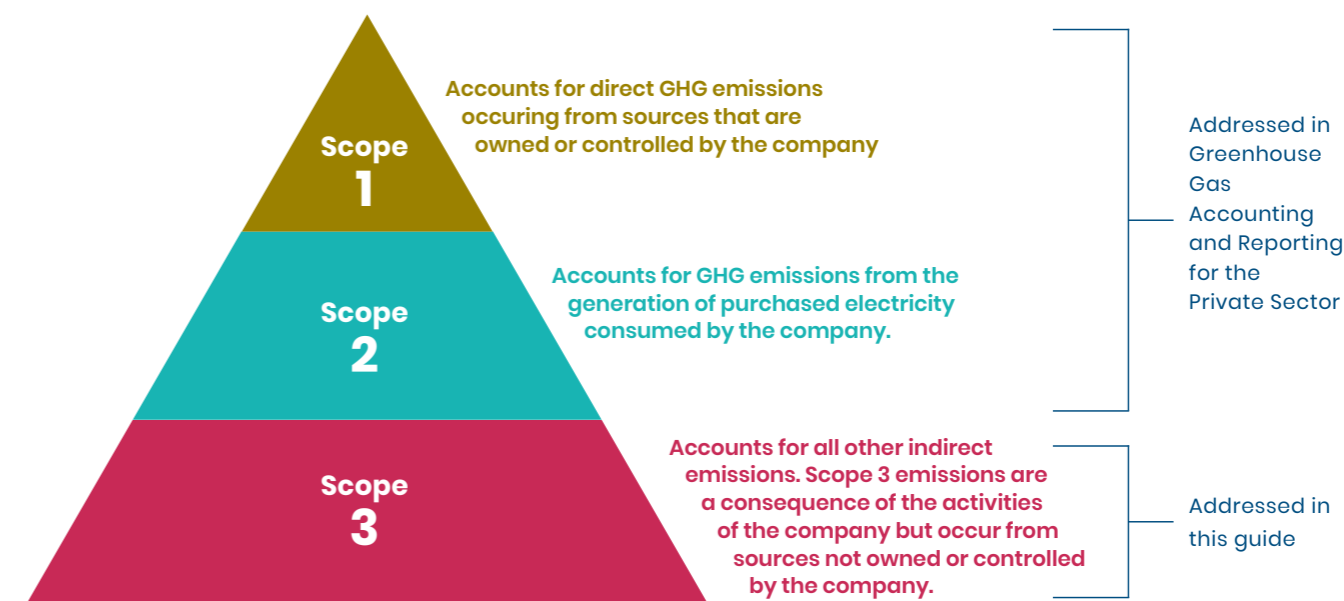 Scope
1
Accounts for direct GHG emissions
occuring from sources that are
owned or controlled by the company
Scope
2
Accounts for GHG emissions from the
generation of purchased electricity
consumed by the company.
Addressed in
Greenhouse
Gas
Accounting
and Reporting
for the
Private Sector
Scope
3
Accounts for all other indirect
emissions. Scope 3 emissions are
a consequence of the activities
of the company but occur from
sources not owned or controlled
by the company.
Addressed in
this guide